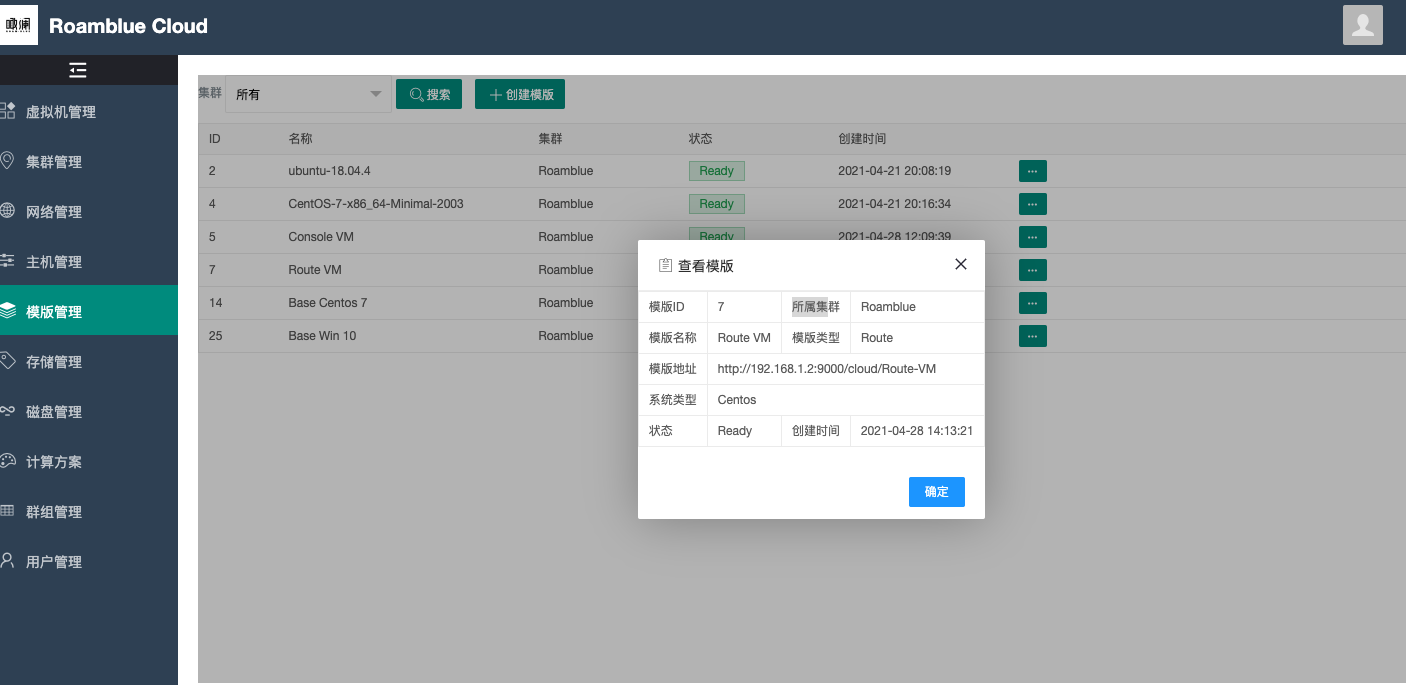 Roamblue Cloud
虚拟机管理
集群管理
网络管理
主机管理
模版管理
存储管理
磁盘管理
计算方案
群组管理
用户管理
集群 所有 搜索 创建模版
ID 名称 集群 状态 创建时间
2 ubuntu-18.04.4 Roamblue Ready 2021-04-21 20:08:19 ...
4 CentOS-7-x86_64-Minimal-2003 Roamblue Ready 2021-04-21 20:16:34 ...
5 Console VM Roamblue Ready 2021-04-28 12:09:39 ...
7 Route VM Roamblue ...
14 Base Centos 7 Roamblue ...
25 Base Win 10 Roamblue ...
查看模版
模版ID 7 所属集群 Roamblue
模版名称 Route VM 模版类型 Route
模版地址 http://192.168.1.2:9000/cloud/Route-VM
系统类型 Centos
状态 Ready 创建时间 2021-04-28 14:13:21
确定